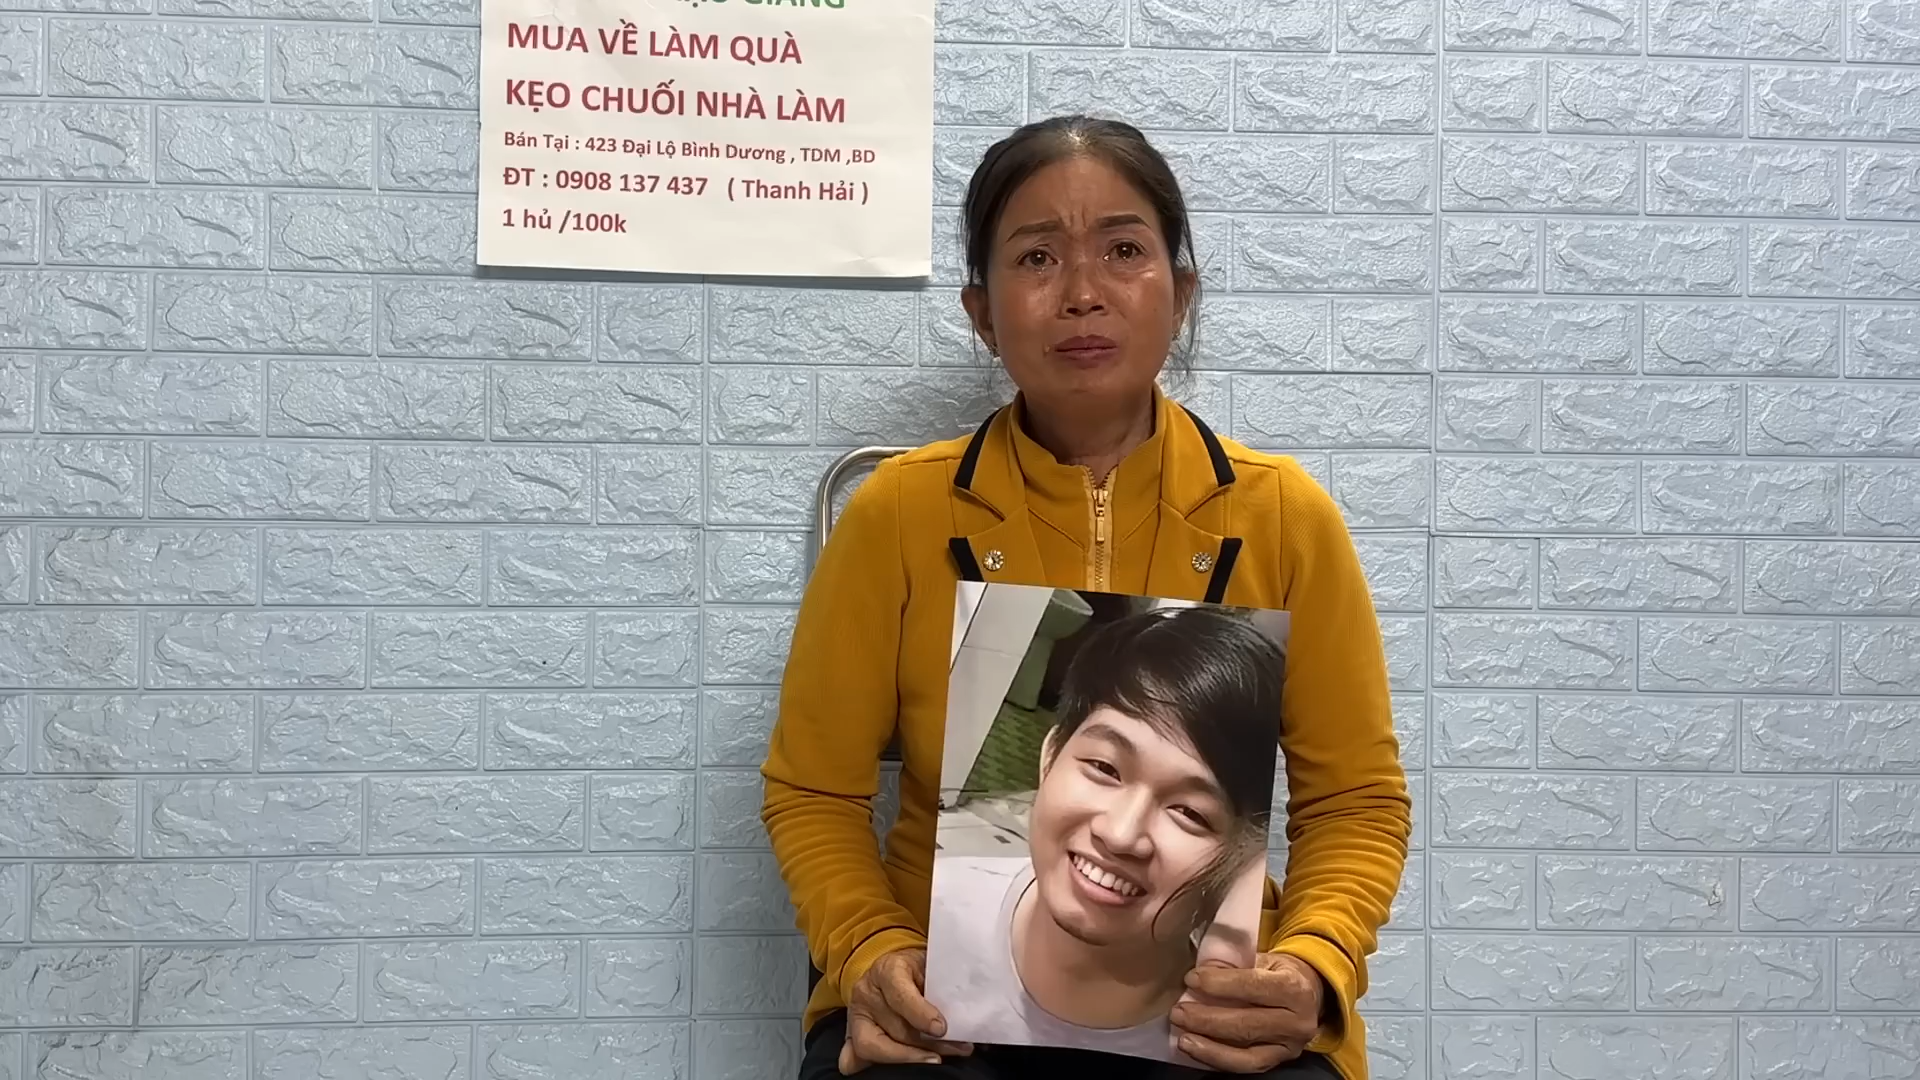 GIANG
MUA VỀ LÀM QUÀ
KẸO CHUỐI NHÀ LÀM
Bán Tại : 423 Đại Lộ Bình Dương , TDM ,BD
ĐT : 0908 137 437 ( Thanh Hải )
1 hủ /100k